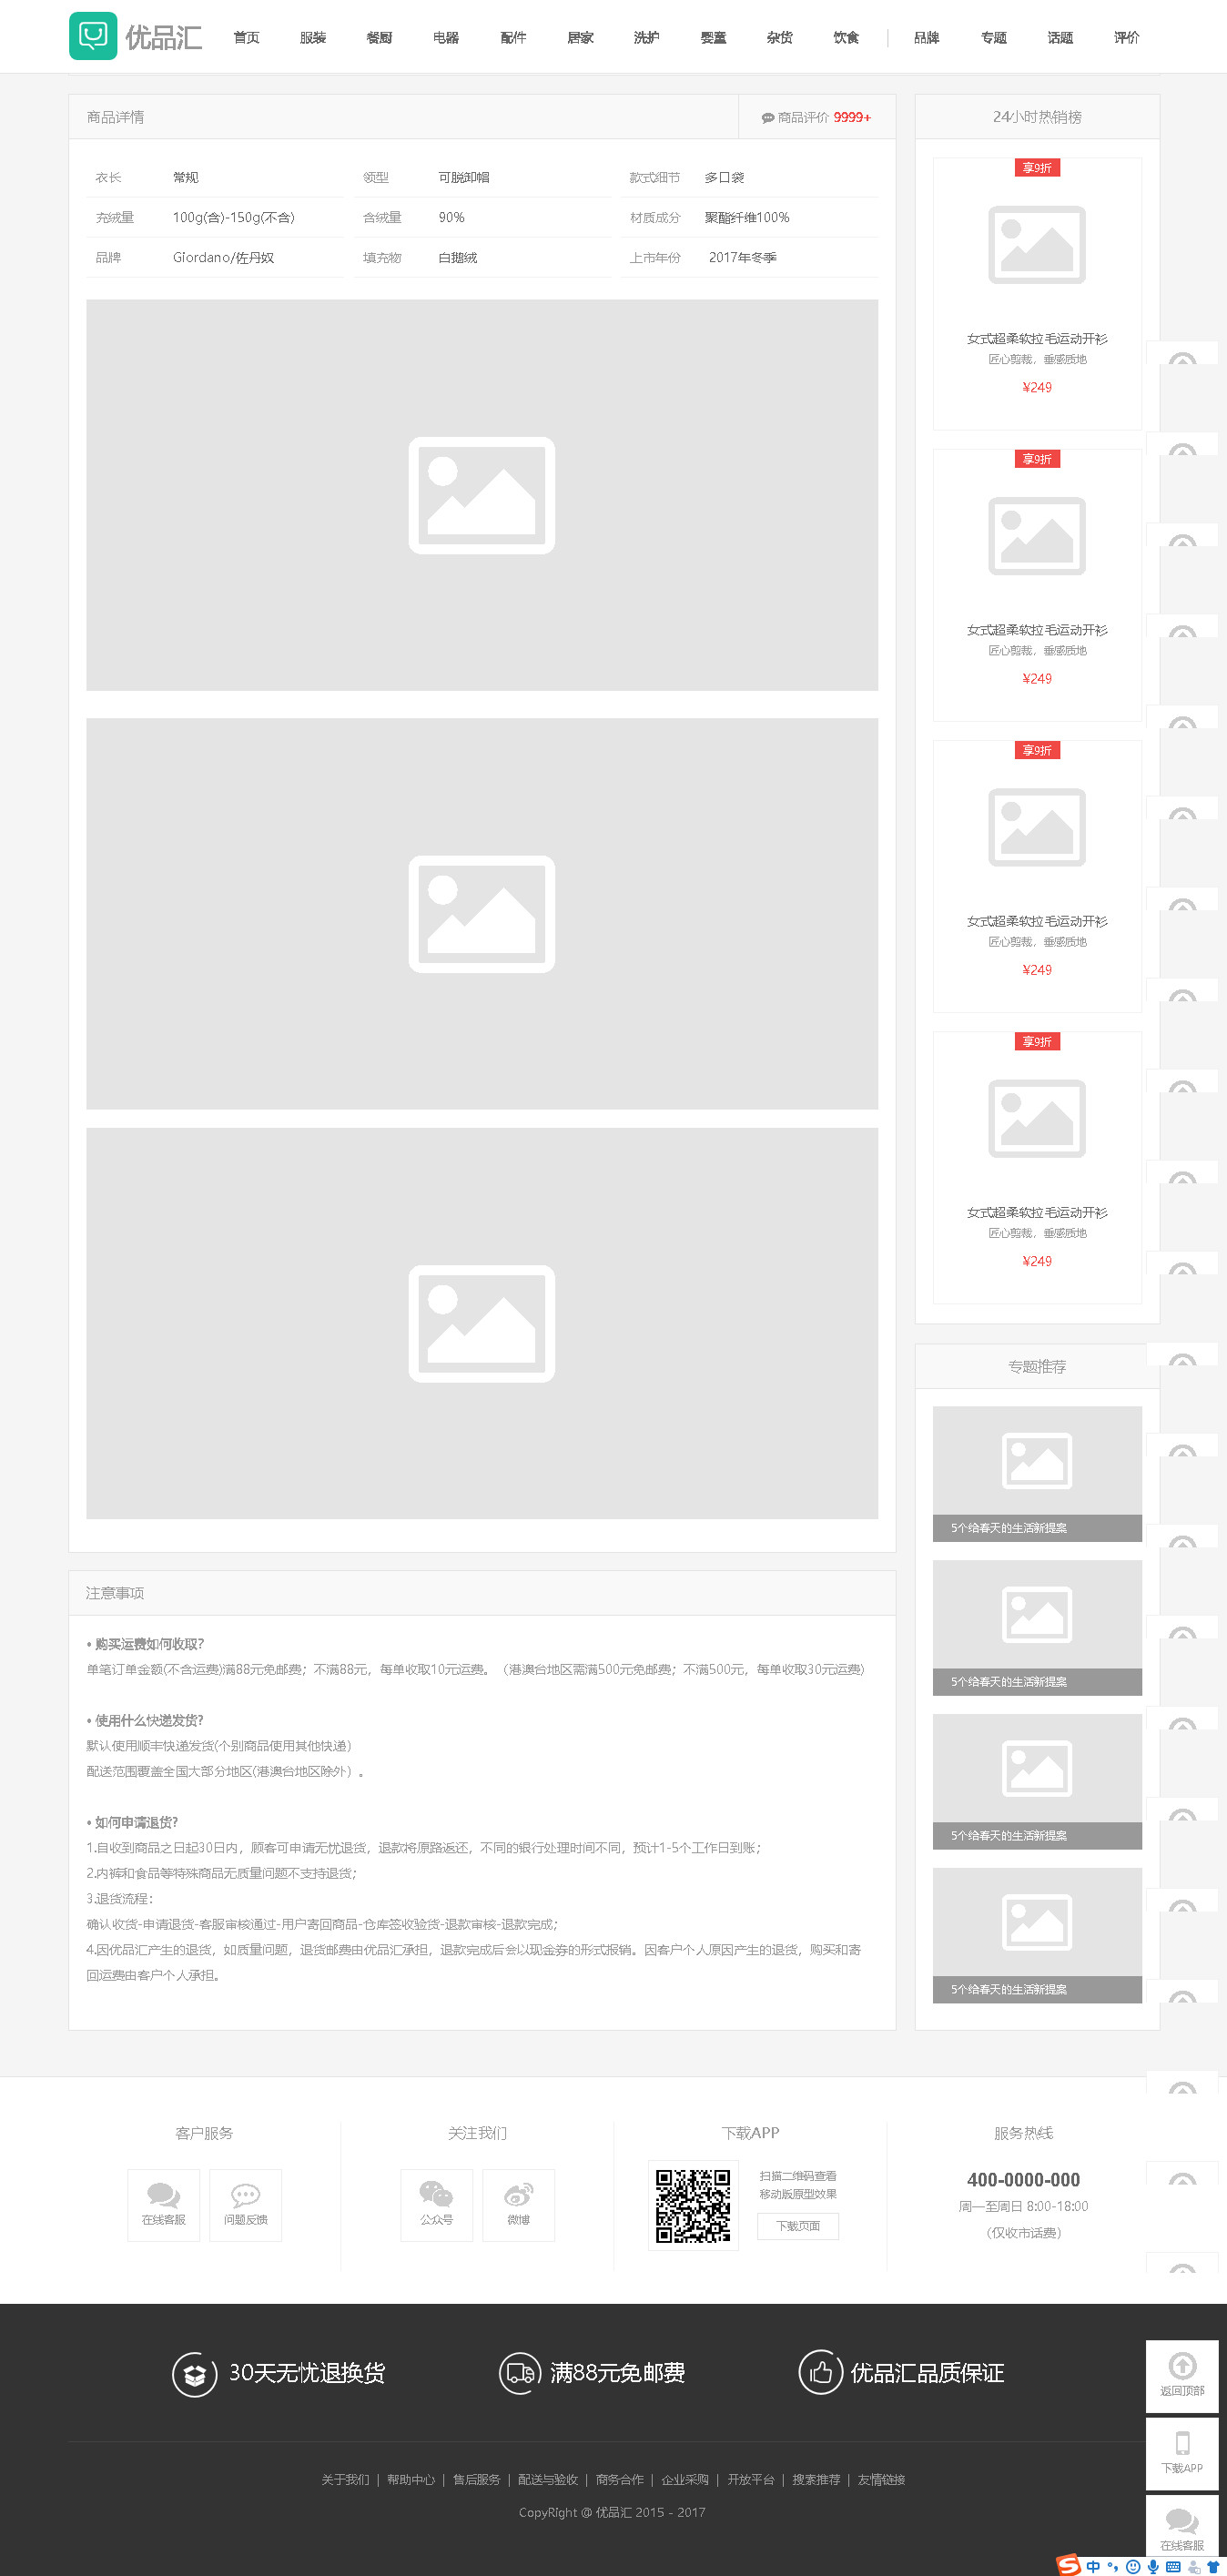 优品汇 首页 服装 餐厨 电器 配件 居家 洗护 婴童 杂货 饮食 品牌 专题 话题 评价
商品详情 商品评价 9999+
衣长 常规 领型 可脱卸帽 款式细节 多口袋
充绒量 100g(含)-150g(不含) 含绒量 90% 材质成分 聚酯纤维100%
品牌 Giordano/佐丹奴 填充物 白鹅绒 上市年份 2017年冬季
24小时热销榜
享9折
女式超柔软拉毛运动开衫
匠心剪裁，垂感质地
¥249
享9折
女式超柔软拉毛运动开衫
匠心剪裁，垂感质地
¥249
享9折
女式超柔软拉毛运动开衫
匠心剪裁，垂感质地
¥249
享9折
女式超柔软拉毛运动开衫
匠心剪裁，垂感质地
¥249
专题推荐
5个给春天的生活新提案
5个给春天的生活新提案
5个给春天的生活新提案
5个给春天的生活新提案
注意事项
• 购买运费如何收取?
单笔订单金额(不含运费)满88元免邮费；不满88元，每单收取10元运费。（港澳台地区需满500元免邮费；不满500元，每单收取30元运费)
• 使用什么快递发货?
默认使用顺丰快递发货(个别商品使用其他快递）
配送范围覆盖全国大部分地区(港澳台地区除外）。
• 如何申请退货?
1.自收到商品之日起30日内，顾客可申请无忧退货，退款将原路返还，不同的银行处理时间不同，预计1-5个工作日到账；
2.内裤和食品等特殊商品无质量问题不支持退货；
3.退货流程：
确认收货-申请退货-客服审核通过-用户寄回商品-仓库签收验货-退款审核-退款完成；
4.因优品汇产生的退货，如质量问题，退货邮费由优品汇承担，退款完成后会以现金券的形式报销。因客户个人原因产生的退货，购买和寄
回运费由客户个人承担。
客户服务
在线客服 问题反馈
关注我们
公众号 微博
下载APP
扫描二维码查看
移动版原型效果
下载页面
服务热线
400-0000-000
周一至周日 8:00-18:00
（仅收市话费）
30天无忧退换货 满88元免邮费 优品汇品质保证
返回顶部
下载APP
在线客服
关于我们 | 帮助中心 | 售后服务 | 配送与验收 | 商务合作 | 企业采购 | 开放平台 | 搜索推荐 | 友情链接
CopyRight @ 优品汇 2015 - 2017
中